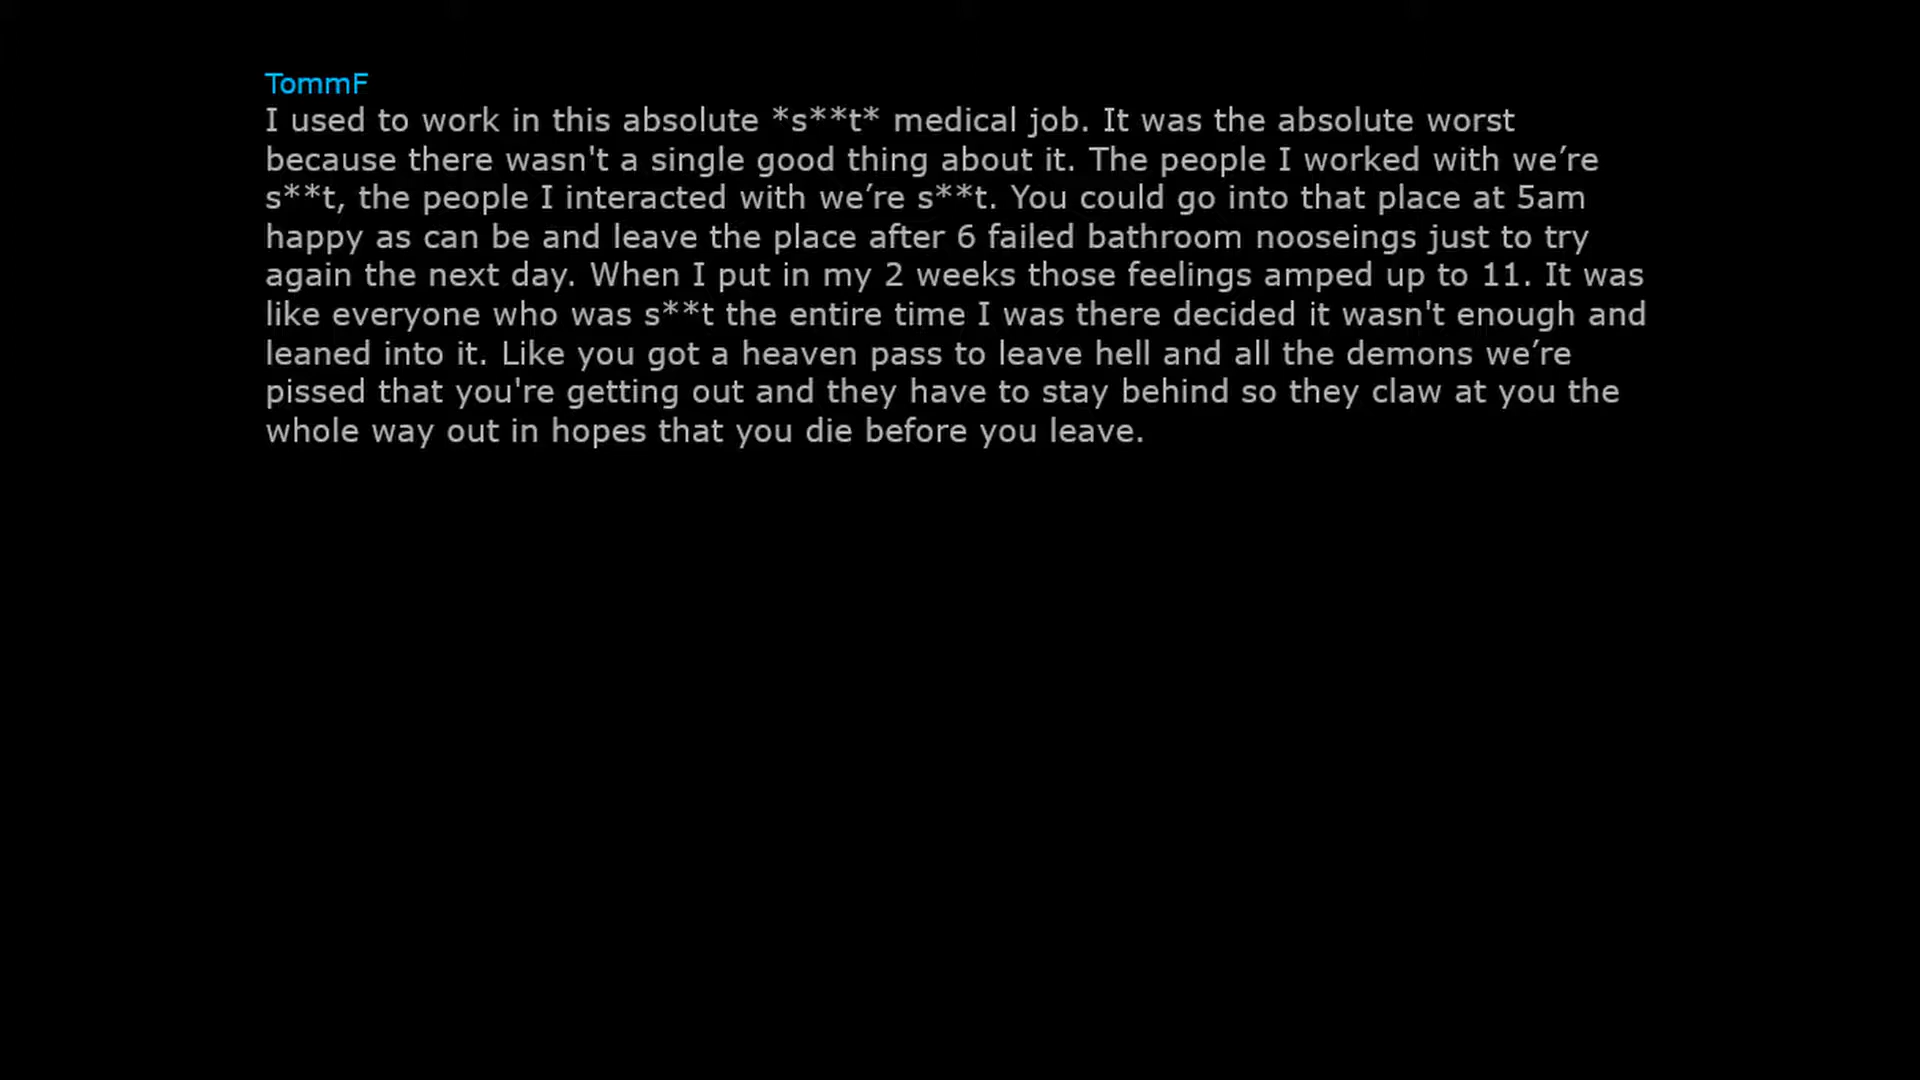 TommF
I used to work in this absolute *s**t* medical job. It was the absolute worst
because there wasn't a single good thing about it. The people I worked with we’re
s**t, the people I interacted with we’re s**t. You could go into that place at 5am
happy as can be and leave the place after 6 failed bathroom nooseings just to try
again the next day. When I put in my 2 weeks those feelings amped up to 11. It was
like everyone who was s**t the entire time I was there decided it wasn't enough and
leaned into it. Like you got a heaven pass to leave hell and all the demons we’re
pissed that you're getting out and they have to stay behind so they claw at you the
whole way out in hopes that you die before you leave.